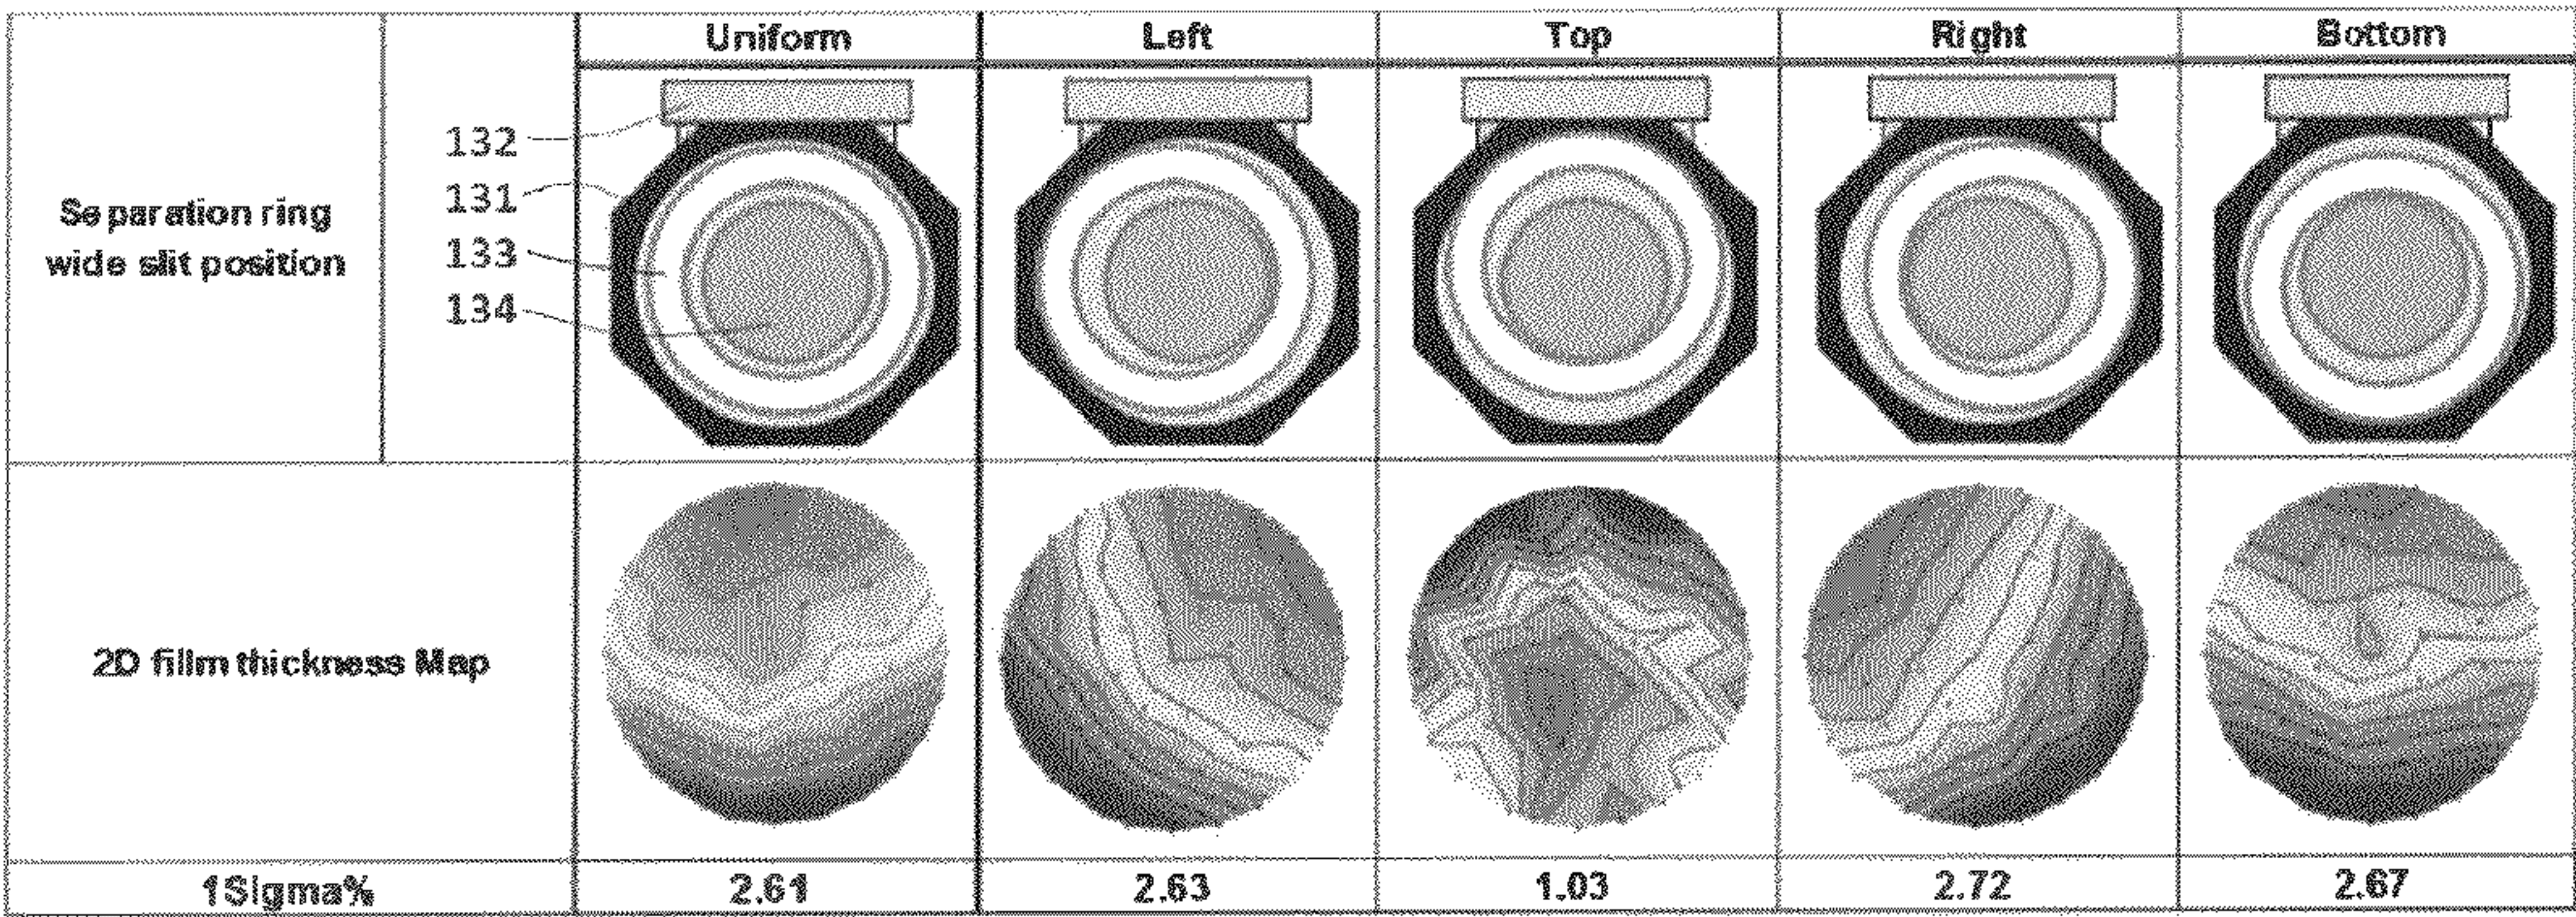 Uniform Left Top Right Bottom
132
131
133
134
Separation ring
wide slit position
2D fillm thickness Map
1Sigma% 2.61 2.63 1.03 2.72 2.67